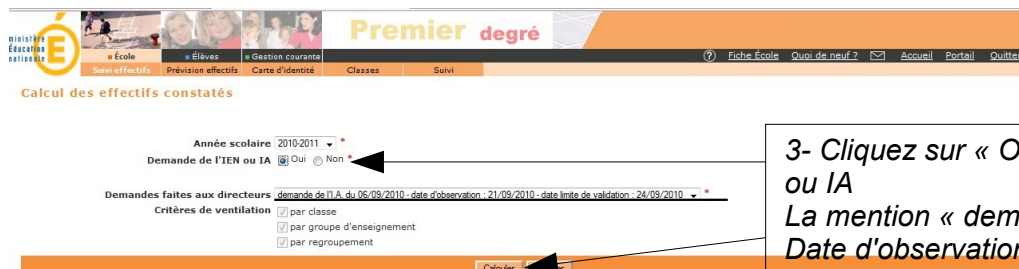 Premier degré
ministère
Éducation
nationale
École Élèves Gestion courante
? Fiche École Quoi de neuf ? Accueil Portail Quitter
Suivi effectifs Prévision effectifs Carte d'identité Classes Suivi
Calcul des effectifs constatés
Année scolaire 2010-2011 *
Demande de l'IEN ou IA Oui Non *
Demandes faites aux directeurs demande de l'I.A. du 06/09/2010 - date d'observation : 21/09/2010 - date limite de validation : 24/09/2010 *
Critères de ventilation par classe
par groupe d'enseignement
par regroupement
Calculer
3- Cliquez sur « O
ou IA
La mention « dem
Date d'observation